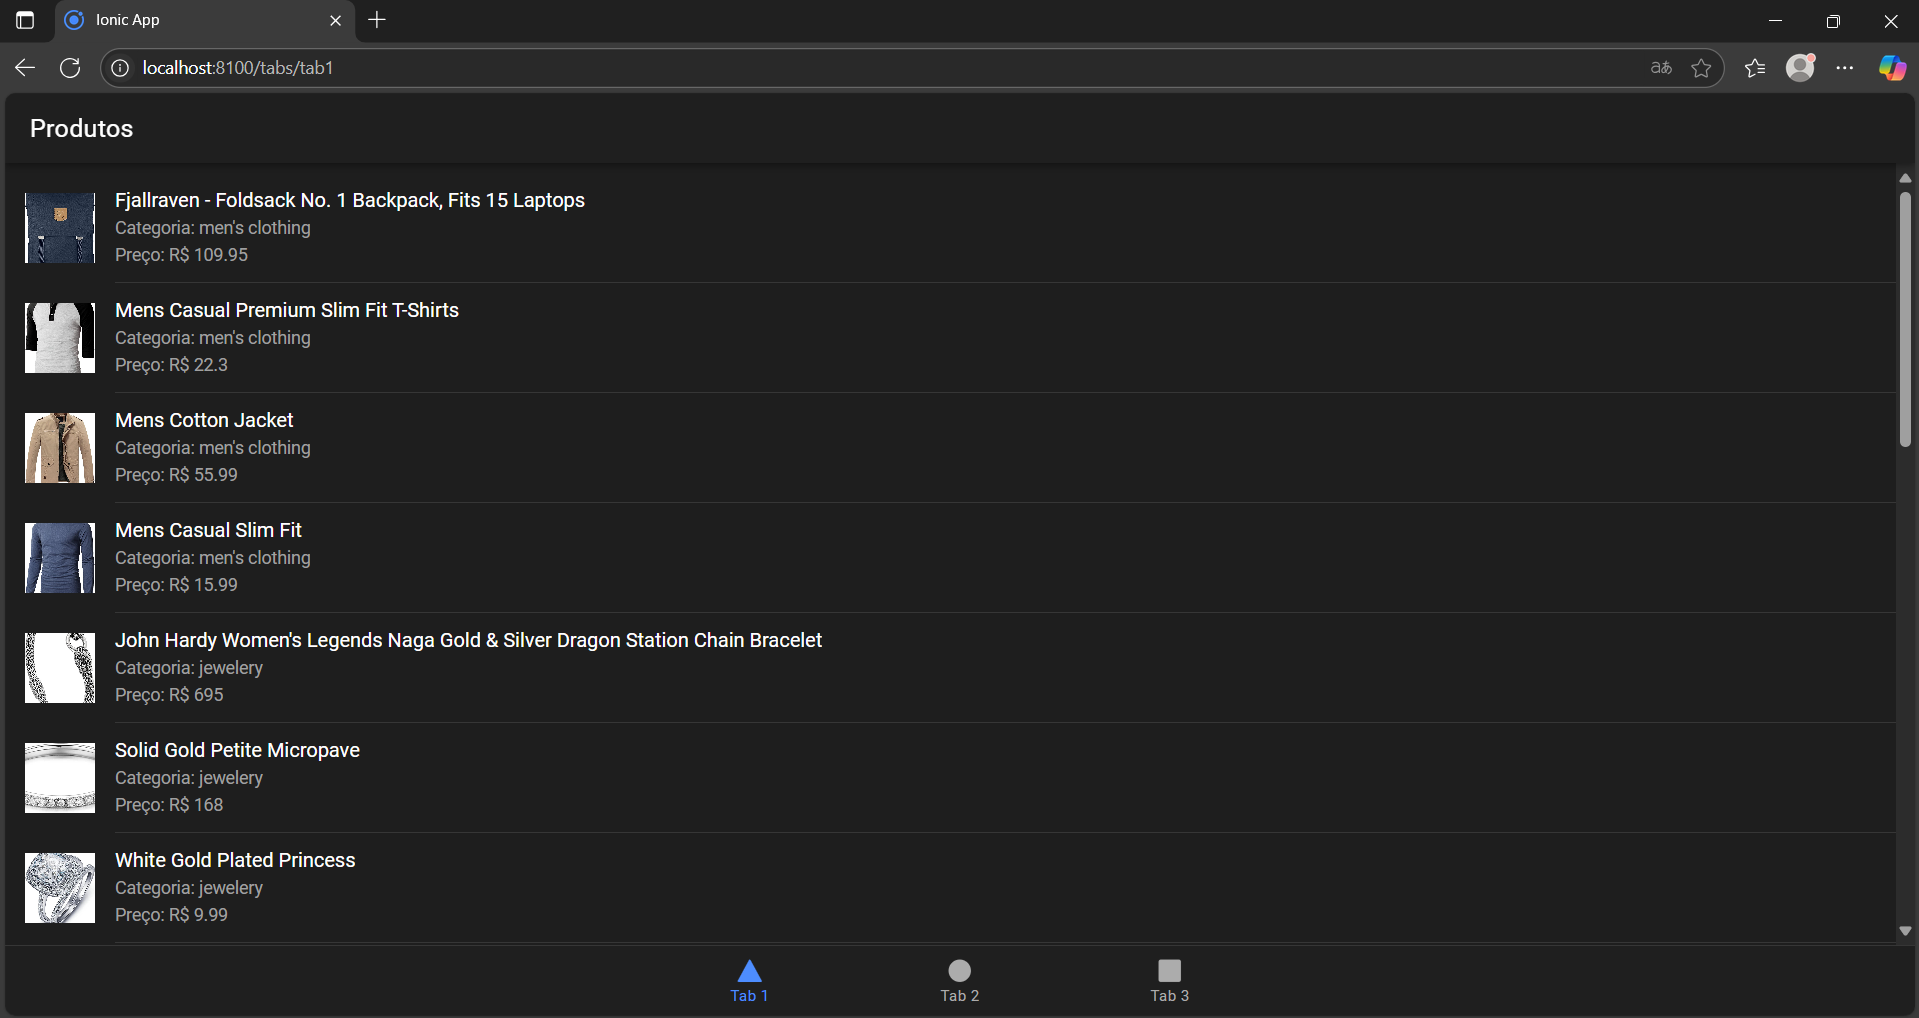 Ionic App
localhost:8100/tabs/tab1
aあ
Produtos
Fjallraven - Foldsack No. 1 Backpack, Fits 15 Laptops
Categoria: men's clothing
Preço: R$ 109.95
Mens Casual Premium Slim Fit T-Shirts
Categoria: men's clothing
Preço: R$ 22.3
Mens Cotton Jacket
Categoria: men's clothing
Preço: R$ 55.99
Mens Casual Slim Fit
Categoria: men's clothing
Preço: R$ 15.99
John Hardy Women's Legends Naga Gold & Silver Dragon Station Chain Bracelet
Categoria: jewelery
Preço: R$ 695
Solid Gold Petite Micropave
Categoria: jewelery
Preço: R$ 168
White Gold Plated Princess
Categoria: jewelery
Preço: R$ 9.99
Tab 1
Tab 2
Tab 3